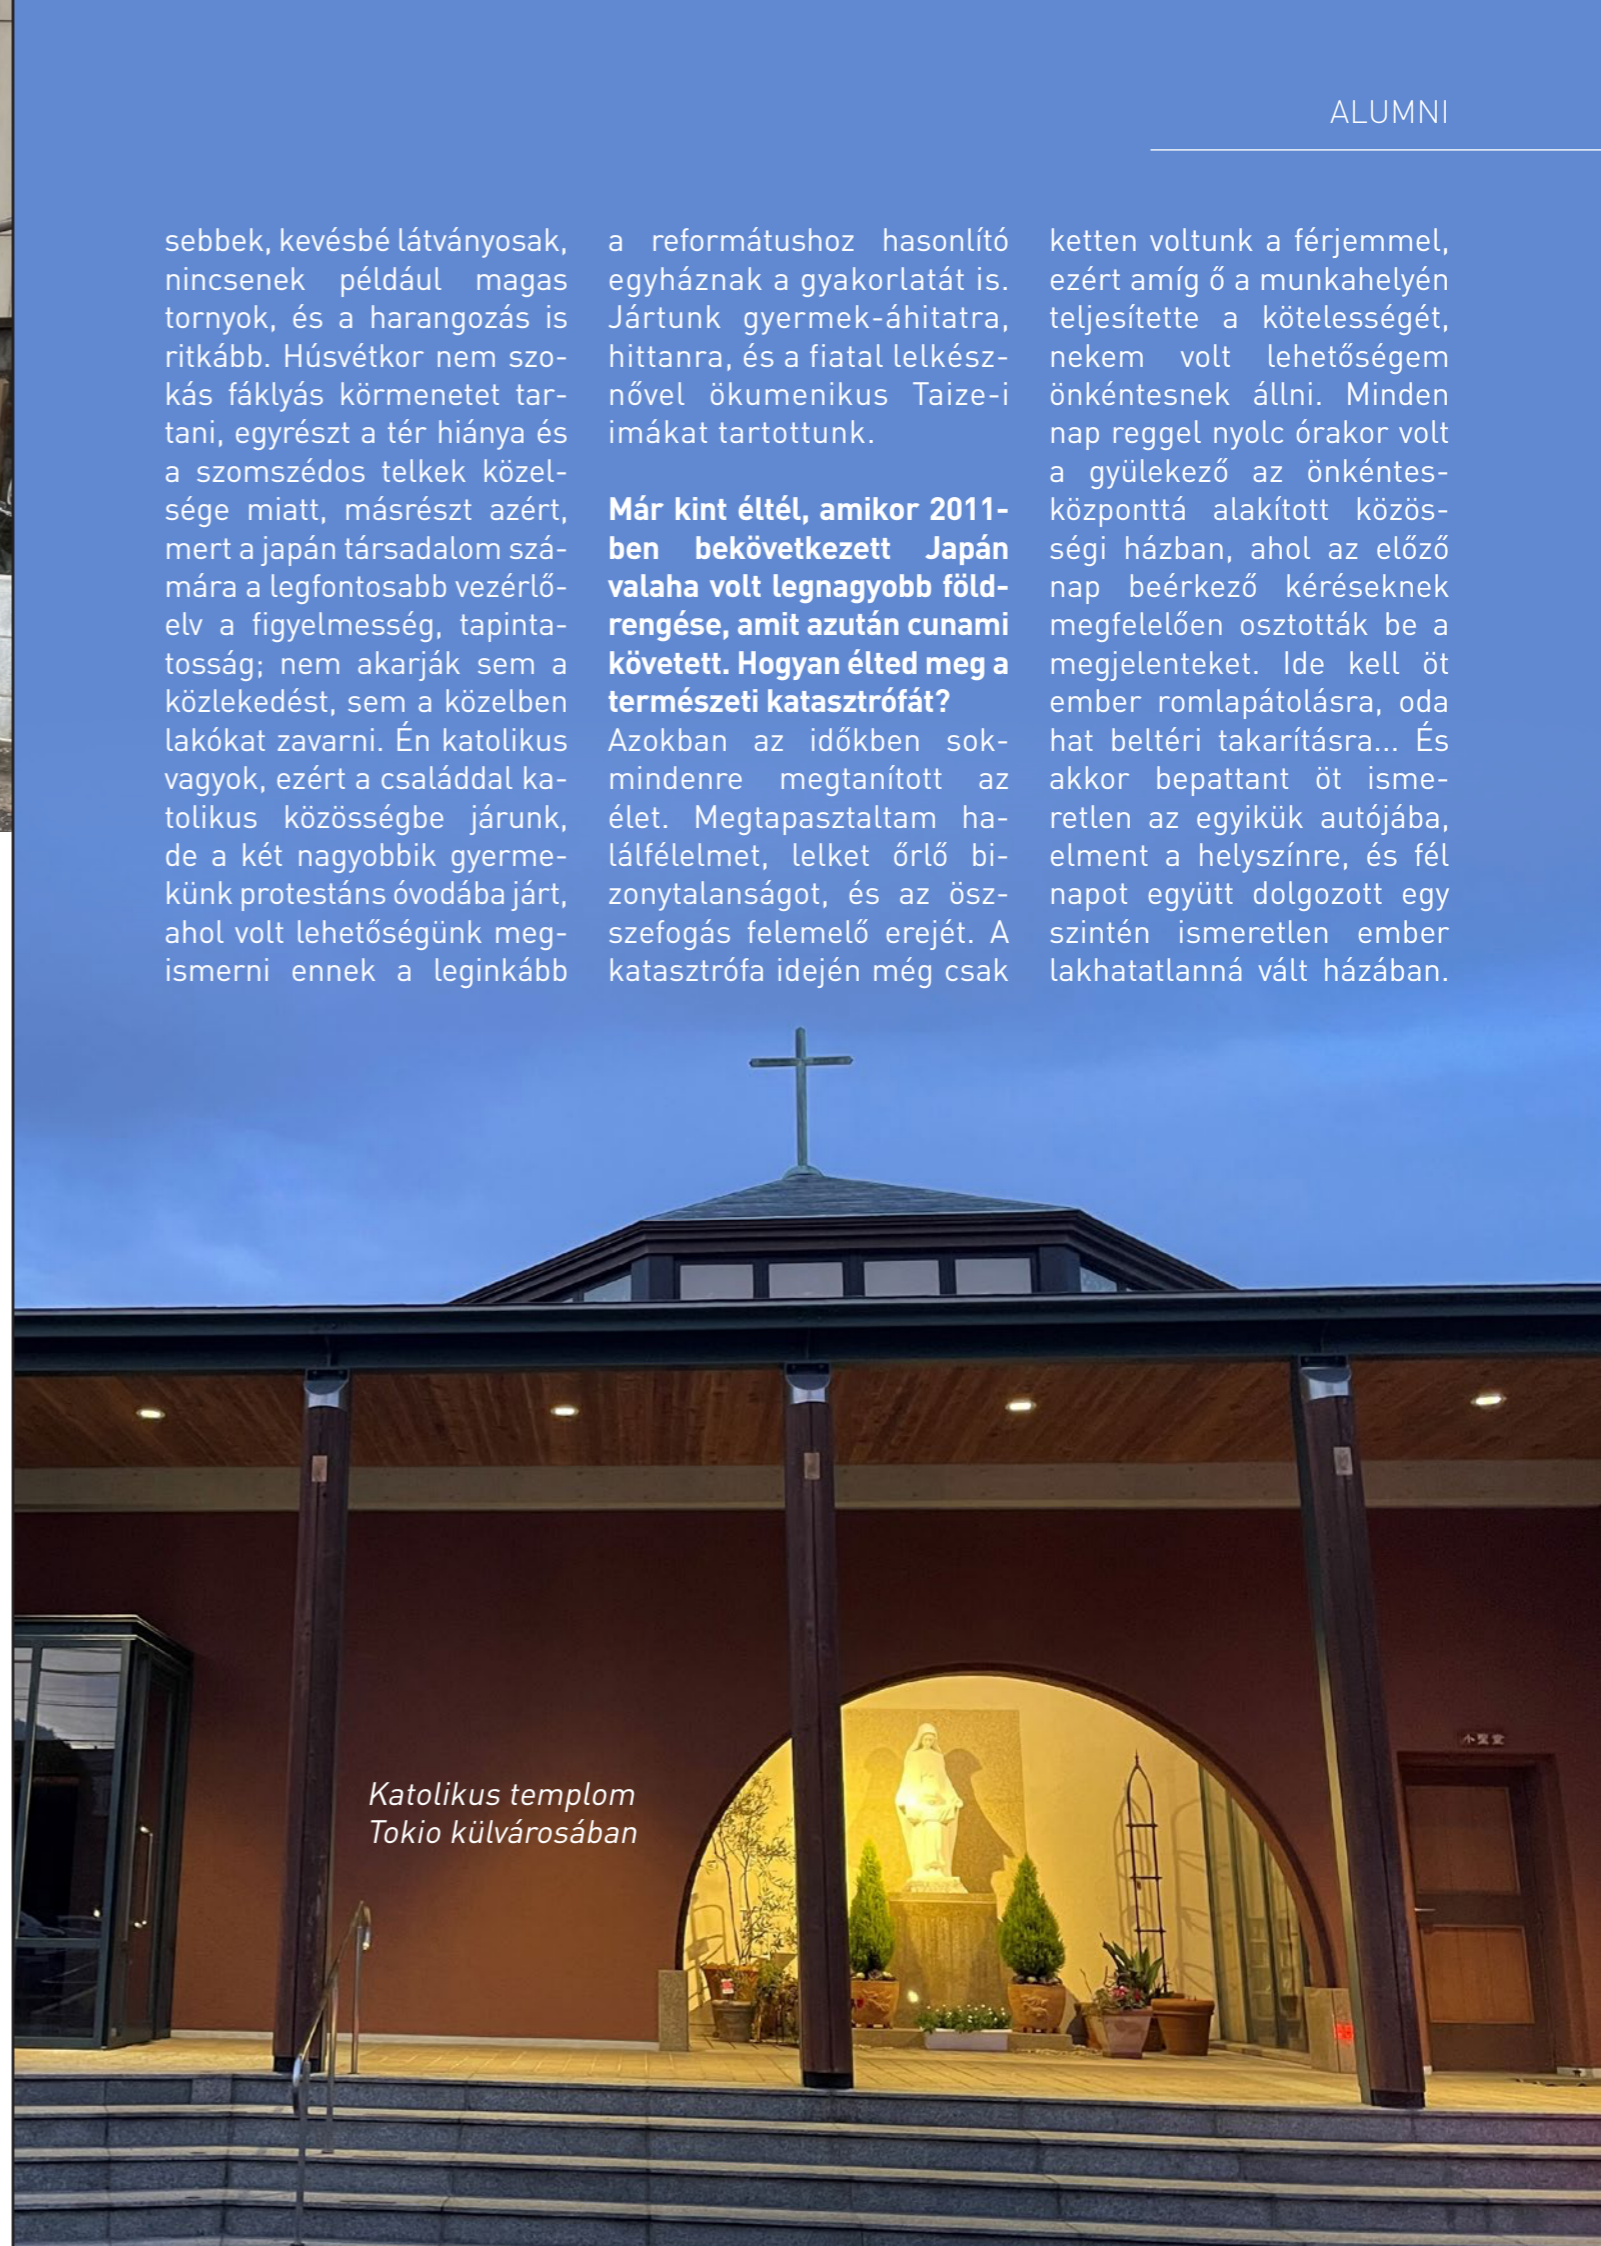 ALUMNI
sebbek, kevésbé látványosak,
nincsenek például magas
tornyok, és a harangozás is
ritkább. Húsvétkor nem szo-
kás fáklyás körmenetet tar-
tani, egyrészt a tér hiánya és
a szomszédos telkek közel-
sége miatt, másrészt azért,
mert a japán társadalom szá-
mára a legfontosabb vezérlő-
elv a figyelmesség, tapinta-
tosság; nem akarják sem a
közlekedést, sem a közelben
lakókat zavarni. Én katolikus
vagyok, ezért a családdal ka-
tolikus közösségbe járunk,
de a két nagyobbik gyerme-
künk protestáns óvodába járt,
ahol volt lehetőségünk meg-
ismerni ennek a leginkább
a reformátushoz hasonlító
egyháznak a gyakorlatát is.
Jártunk gyermek-áhitatra,
hittanra, és a fiatal lelkész-
nővel ökumenikus Taize-i
imákat tartottunk.
Már kint éltél, amikor 2011-
ben bekövetkezett Japán
valaha volt legnagyobb föld-
rengése, amit azután cunami
követett. Hogyan élted meg a
természeti katasztrófát?
Azokban az időkben sok-
mindenre megtanított az
élet. Megtapasztaltam ha-
lálfélelmet, lelket őrlő bi-
zonytalanságot, és az ösz-
szefogás felemelő erejét. A
katasztrófa idején még csak
ketten voltunk a férjemmel,
ezért amíg ő a munkahelyén
teljesítette a kötelességét,
nekem volt lehetőségem
önkéntesnek állni. Minden
nap reggel nyolc órakor volt
a gyülekező az önkéntes-
központtá alakított közös-
ségi házban, ahol az előző
nap beérkező kéréseknek
megfelelően osztották be a
megjelenteket. Ide kell öt
ember romlapátolásra, oda
hat beltéri takarításra... És
akkor bepattant öt isme-
retlen az egyikük autójába,
elment a helyszínre, és fél
napot együtt dolgozott egy
szintén ismeretlen ember
lakhatatlanná vált házában.
小聖堂
Katolikus templom
Tokio külvárosában